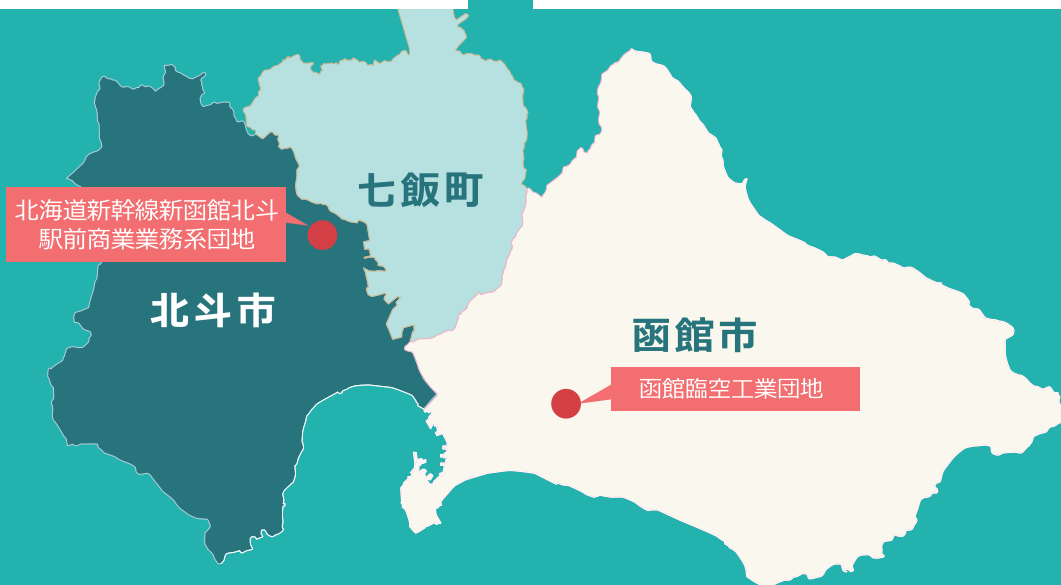 七飯町
北海道新幹線新函館北斗
駅前商業業務系団地
北斗市
函館市
函館臨空工業団地